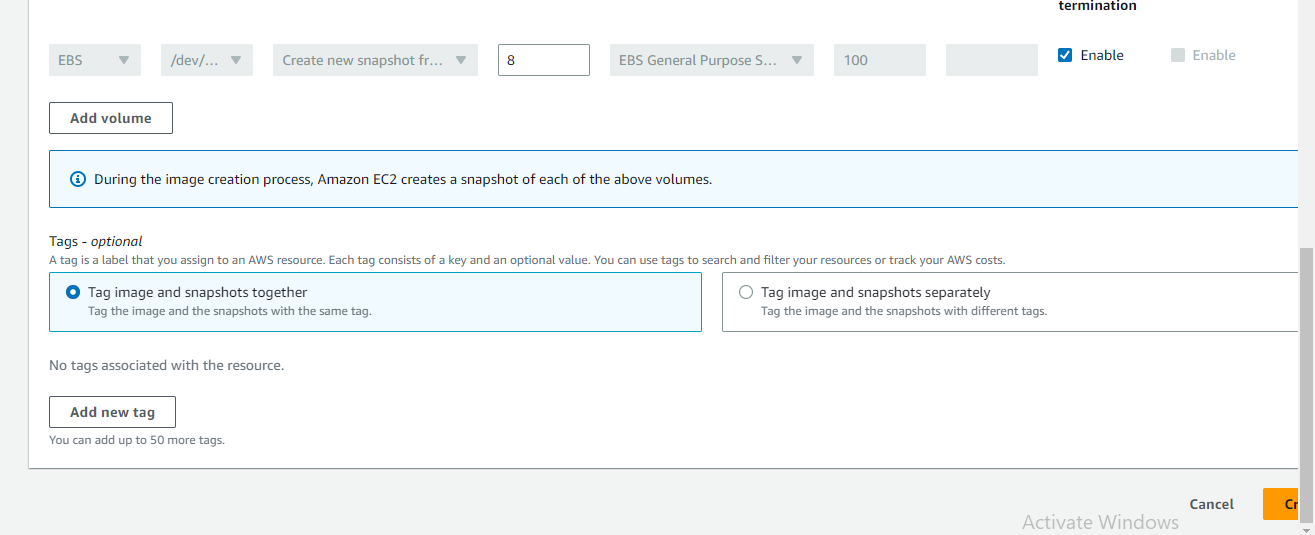 termination
EBS /dev/... Create new snapshot fr... 8 EBS General Purpose S... 100 Enable Enable
Add volume
During the image creation process, Amazon EC2 creates a snapshot of each of the above volumes.
Tags - optional
A tag is a label that you assign to an AWS resource. Each tag consists of a key and an optional value. You can use tags to search and filter your resources or track your AWS costs.
Tag image and snapshots together
Tag the image and the snapshots with the same tag.
Tag image and snapshots separately
Tag the image and the snapshots with different tags.
No tags associated with the resource.
Add new tag
You can add up to 50 more tags.
Cancel Cr
Activate Windows